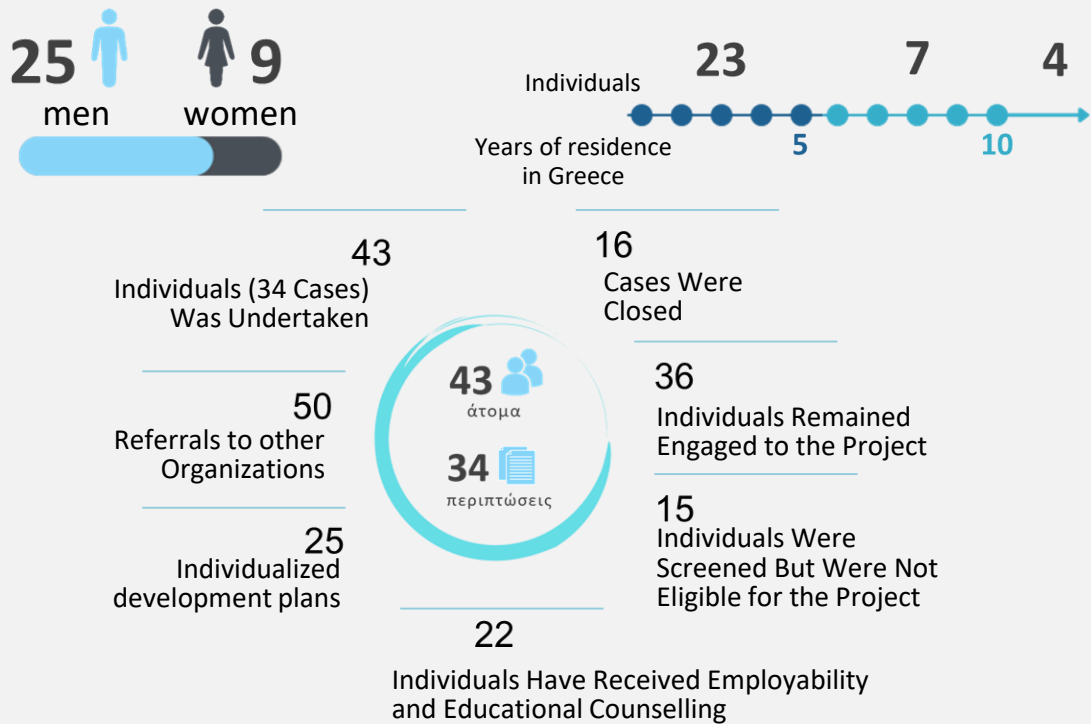 25
9
men
women
Individuals
23
7
4
Years of residence
in Greece
5
10
43
Individuals (34 Cases)
Was Undertaken
16
Cases Were
Closed
50
Referrals to other
Organizations
43
άτομα
34
περιπτώσεις
36
Individuals Remained
Engaged to the Project
25
Individualized
development plans
15
Individuals Were
Screened But Were Not
Eligible for the Project
22
Individuals Have Received Employability
and Educational Counselling